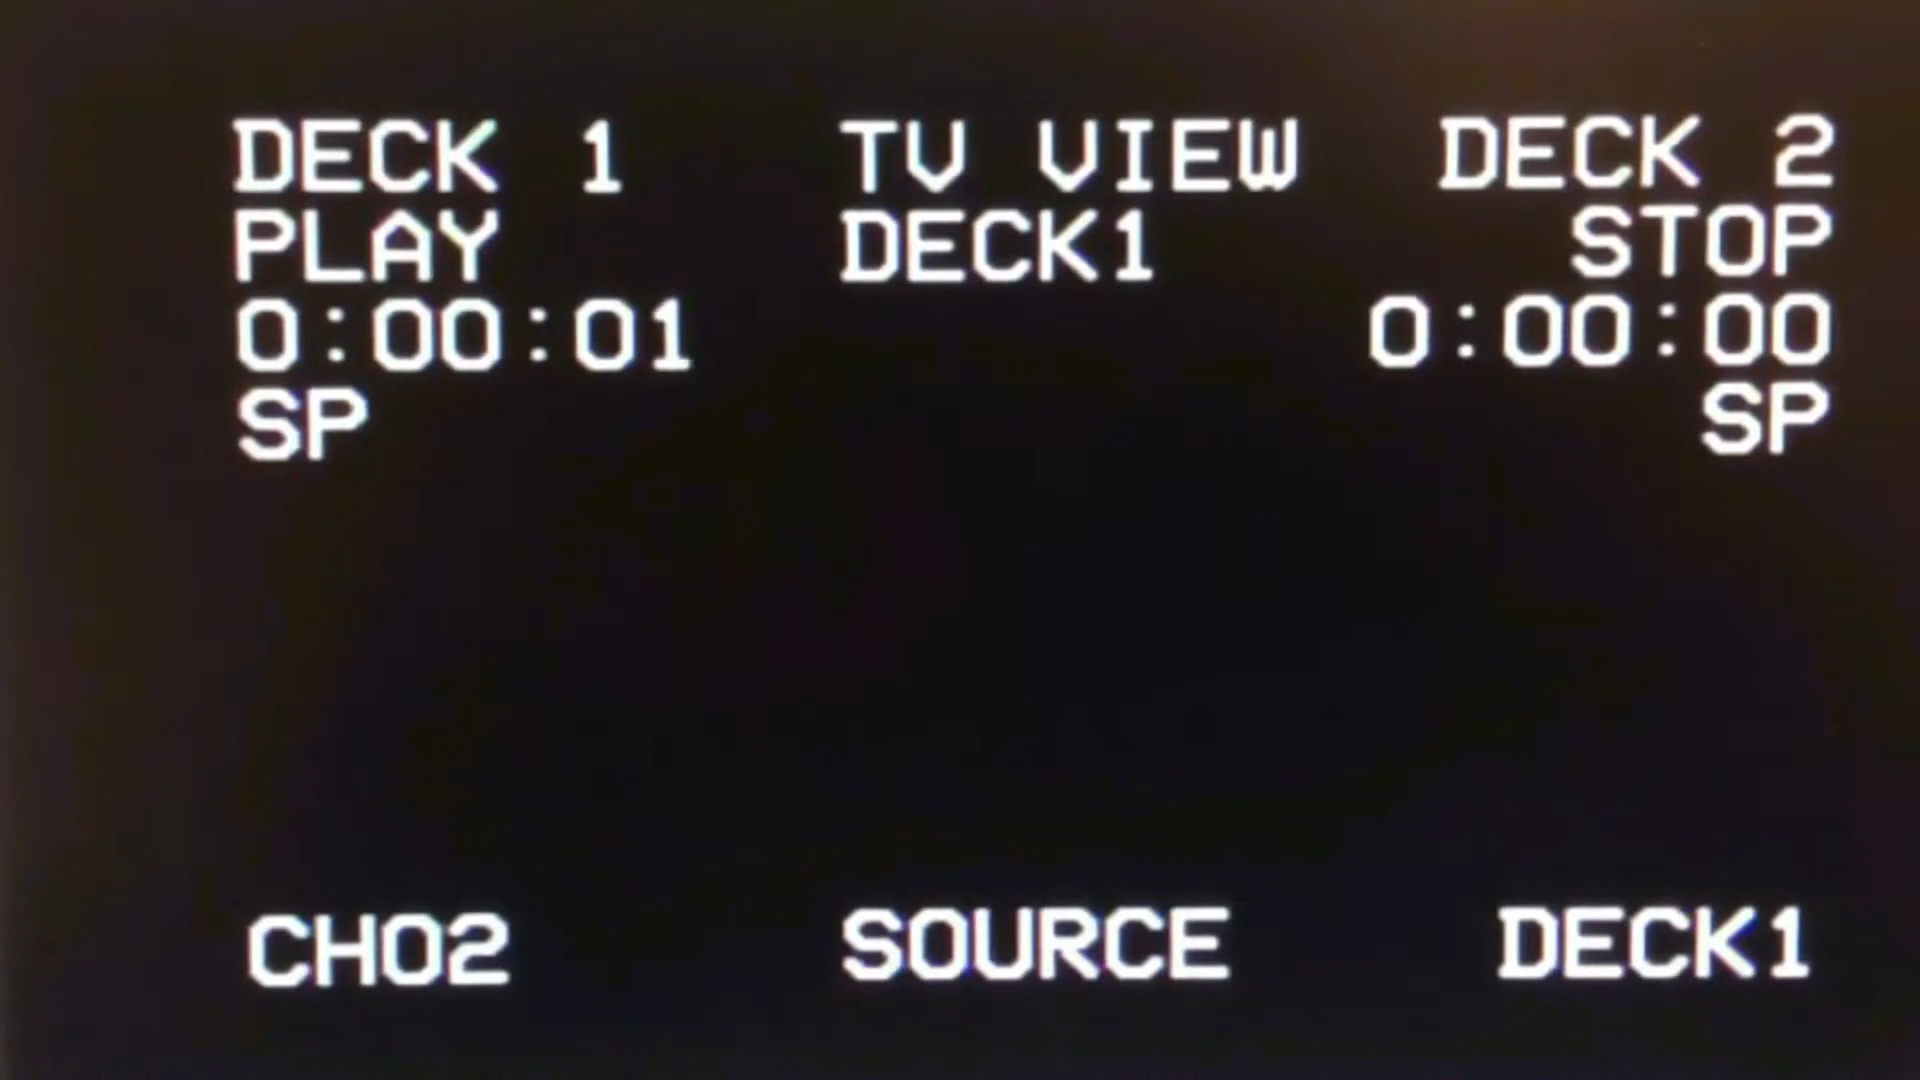 DECK 1 TV VIEW DECK 2
PLAY DECK1 STOP
0:00:01 0:00:00
SP SP
CH02 SOURCE DECK1